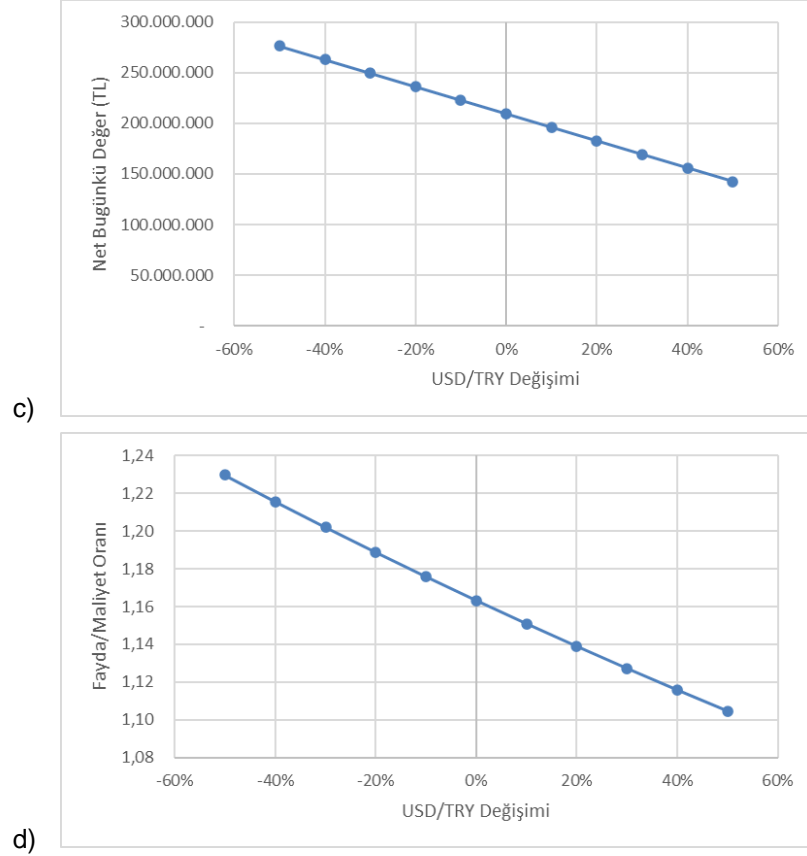 300.000.000
250.000.000
200.000.000
150.000.000
100.000.000
50.000.000
-
Net Bugünkü Değer (TL)
-60% -40% -20% 0% 20% 40% 60%
USD/TRY Değişimi
c)
1,24
1,22
1,20
1,18
1,16
1,14
1,12
1,10
1,08
Fayda/Maliyet Oranı
-60% -40% -20% 0% 20% 40% 60%
USD/TRY Değişimi
d)